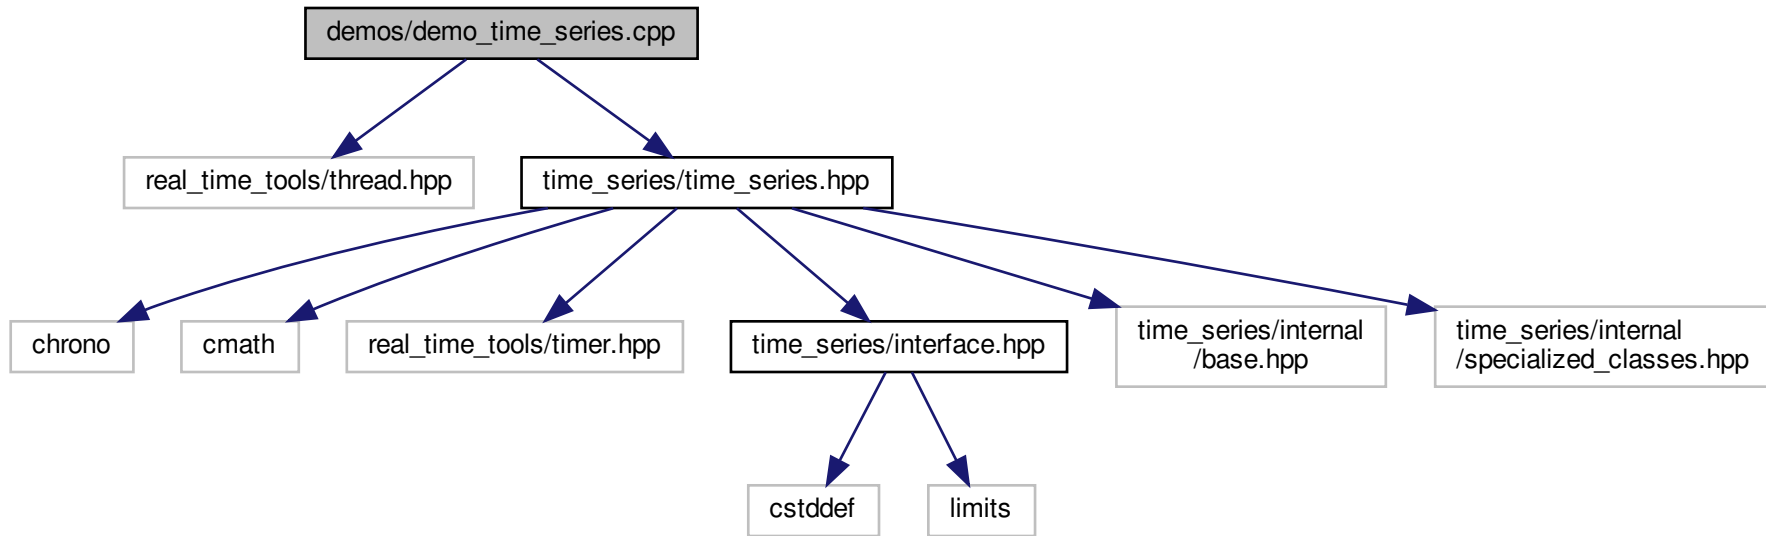 demos/demo_time_series.cpp
real_time_tools/thread.hpp
time_series/time_series.hpp
chrono
cmath
real_time_tools/timer.hpp
time_series/interface.hpp
time_series/internal
/base.hpp
time_series/internal
/specialized_classes.hpp
cstddef
limits